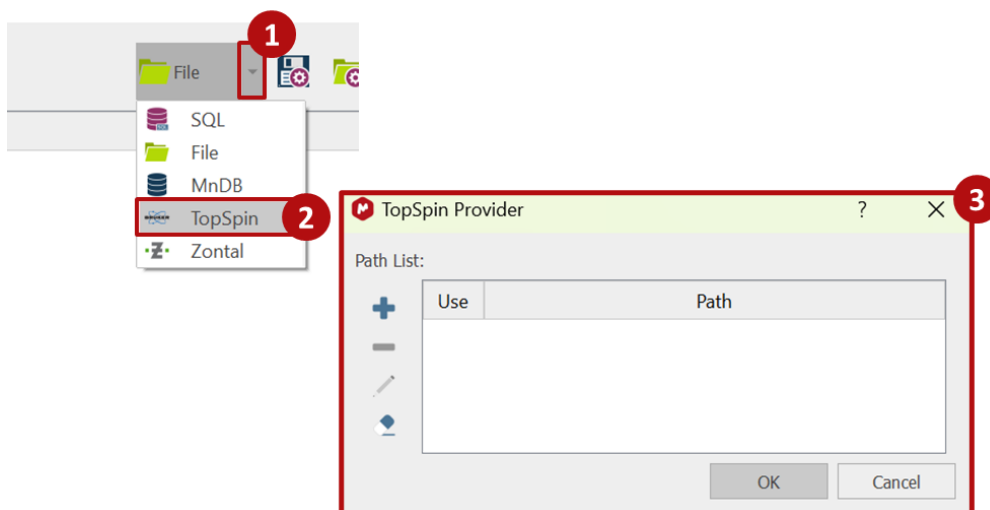 1
File
SQL
File
MnDB
TopSpin
2
Zontal
TopSpin Provider
?
3
Path List:
Use
Path
OK
Cancel